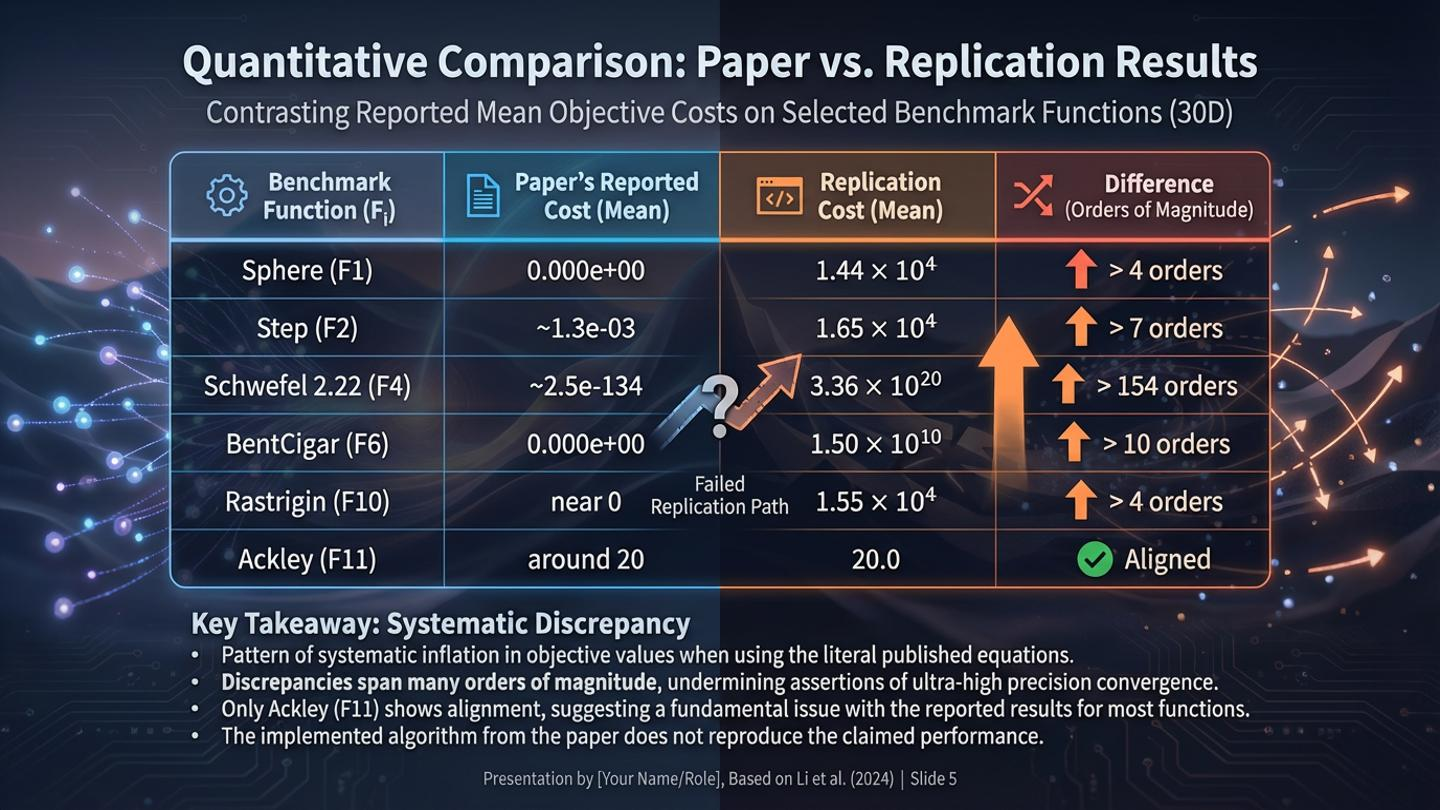 Quantitative Comparison: Paper vs. Replication Results
Contrasting Reported Mean Objective Costs on Selected Benchmark Functions (30D)
Benchmark Function (Fi)
Paper's Reported Cost (Mean)
Replication Cost (Mean)
Difference (Orders of Magnitude)
Sphere (F1) 0.000e+00 1.44 × 10⁴ > 4 orders
Step (F2) ~1.3e-03 1.65 × 10⁴ > 7 orders
Schwefel 2.22 (F4) ~2.5e-134 3.36 × 10²⁰ > 154 orders
BentCigar (F6) 0.000e+00 1.50 × 10¹⁰ > 10 orders
Rastrigin (F10) near 0 1.55 × 10⁴ > 4 orders
Ackley (F11) around 20 20.0 Aligned
?
Failed
Replication Path
Key Takeaway: Systematic Discrepancy
• Pattern of systematic inflation in objective values when using the literal published equations.
• Discrepancies span many orders of magnitude, undermining assertions of ultra-high precision convergence.
• Only Ackley (F11) shows alignment, suggesting a fundamental issue with the reported results for most functions.
• The implemented algorithm from the paper does not reproduce the claimed performance.
Presentation by [Your Name/Role], Based on Li et al. (2024) | Slide 5